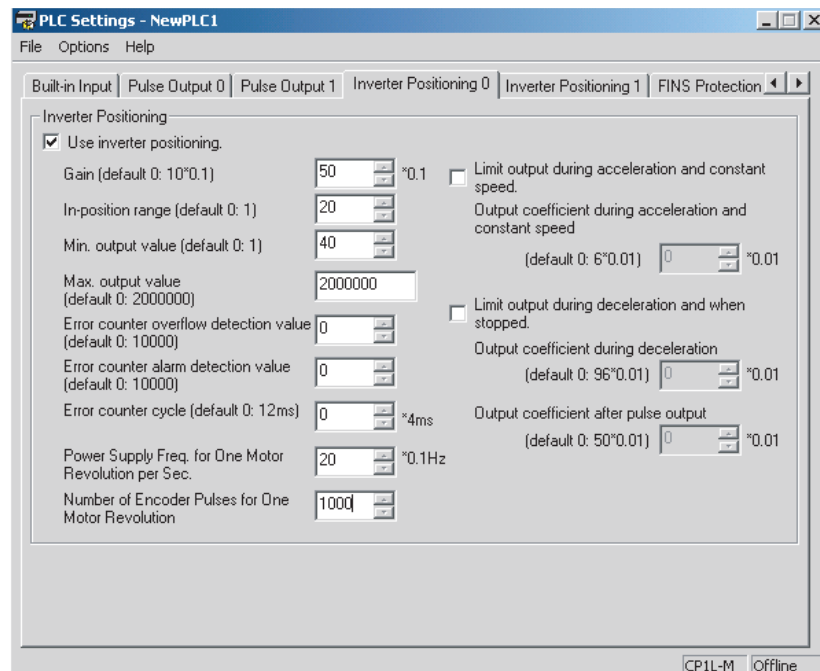 PLC Settings - NewPLC1
File Options Help
Built-in Input Pulse Output 0 Pulse Output 1 Inverter Positioning 0 Inverter Positioning 1 FINS Protection
Inverter Positioning
Use inverter positioning.
Gain (default 0: 10*0.1) 50 *0.1
In-position range (default 0: 1) 20
Min. output value (default 0: 1) 40
Max. output value
(default 0: 2000000) 2000000
Error counter overflow detection value
(default 0: 10000) 0
Error counter alarm detection value
(default 0: 10000) 0
Error counter cycle (default 0: 12ms) 0 *4ms
Power Supply Freq. for One Motor
Revolution per Sec. 20 *0.1Hz
Number of Encoder Pulses for One
Motor Revolution 1000
Limit output during acceleration and constant
speed.
Output coefficient during acceleration and
constant speed
(default 0: 6*0.01) 0 *0.01
Limit output during deceleration and when
stopped.
Output coefficient during deceleration
(default 0: 96*0.01) 0 *0.01
Output coefficient after pulse output
(default 0: 50*0.01) 0 *0.01
CP1L-M Offline